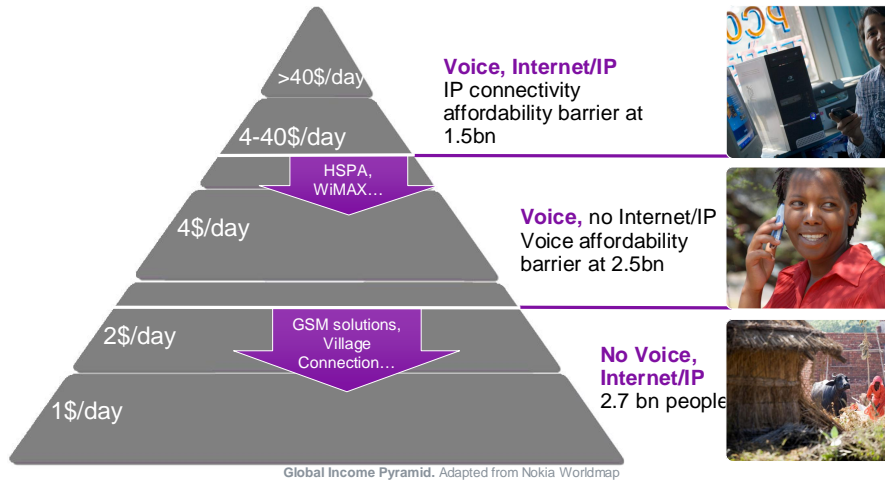 >40$/day
4-40$/day
HSPA,
WiMAX…
4$/day
2$/day
GSM solutions,
Village
Connection…
1$/day
Voice, Internet/IP
IP connectivity
affordability barrier at
1.5bn
Voice, no Internet/IP
Voice affordability
barrier at 2.5bn
No Voice,
Internet/IP
2.7 bn people
Global Income Pyramid. Adapted from Nokia Worldmap